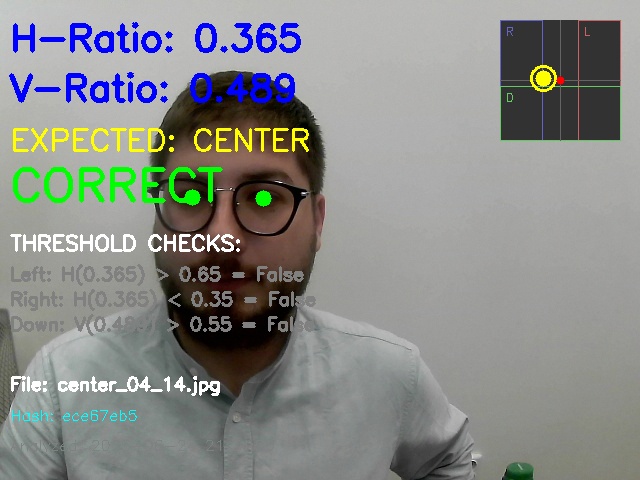 H-Ratio: 0.365
V-Ratio: 0.489
R
L
D
EXPECTED: CENTER
CORRECT
THRESHOLD CHECKS:
Left: H(0.365) > 0.65 = False
Right: H(0.365) < 0.35 = False
Down: V(0.489) > 0.55 = False
File: center_04_14.jpg
Hash: ece67eb5